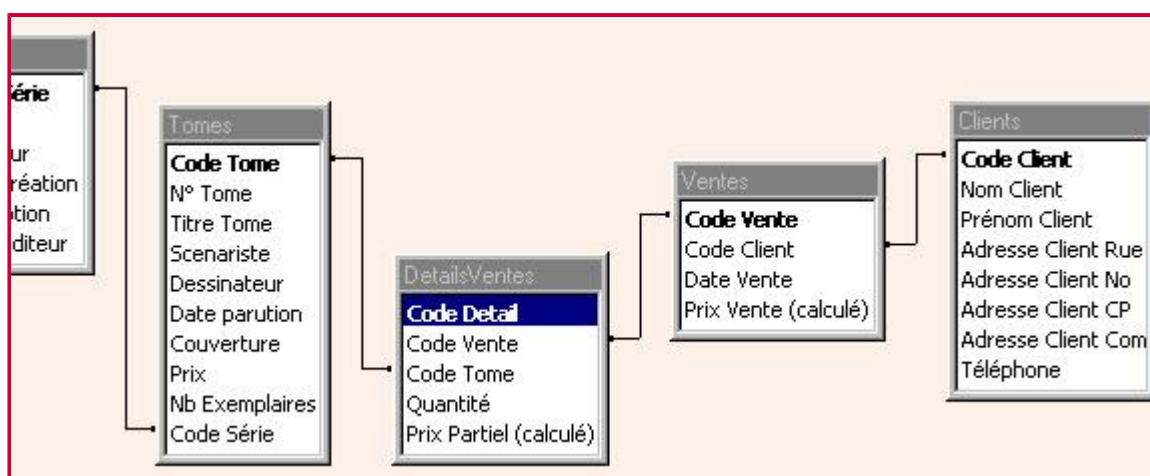 érie
ur
réation
tion
diteur
Tomes
Code Tome
N° Tome
Titre Tome
Scenariste
Dessinateur
Date parution
Couverture
Prix
Nb Exemplaires
Code Série
DetailsVentes
Code Detail
Code Vente
Code Tome
Quantité
Prix Partiel (calculé)
Ventes
Code Vente
Code Client
Date Vente
Prix Vente (calculé)
Clients
Code Client
Nom Client
Prénom Client
Adresse Client Rue
Adresse Client No
Adresse Client CP
Adresse Client Com
Téléphone